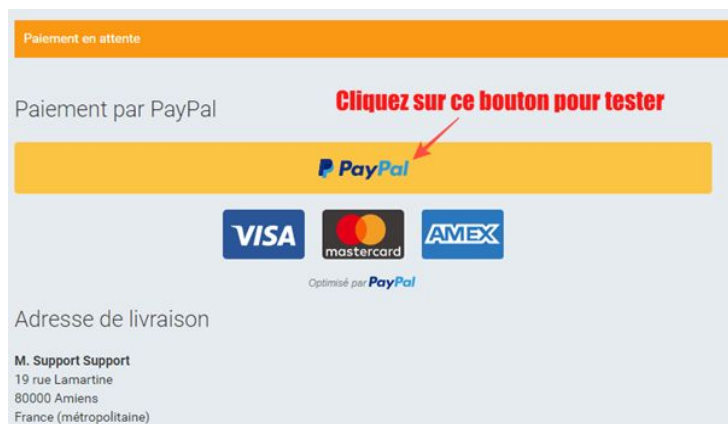 Paiement en attente
Paiement par PayPal
Cliquez sur ce bouton pour tester
PayPal
VISA
mastercard
AMEX
Optimisé par PayPal
Adresse de livraison
M. Support Support
19 rue Lamartine
80000 Amiens
France (métropolitaine)